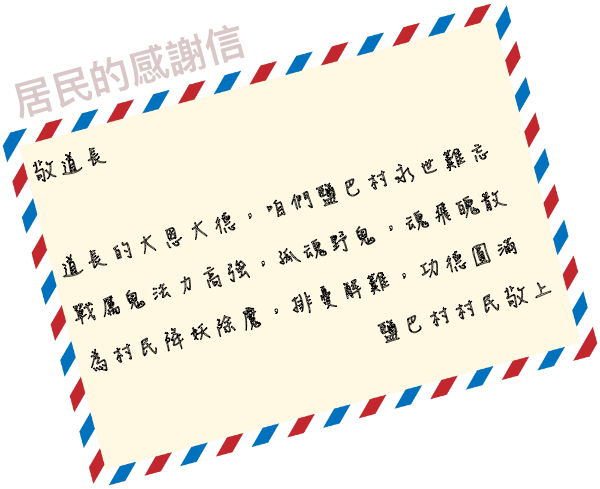 居民的感謝信
敬道長
道長的大恩大德，咱們鹽巴村永世難忘
戰厲鬼法力高強，孤魂野鬼，魂飛魄散
為村民降妖除魔，排憂解難，功德圓滿
鹽巴村村民敬上